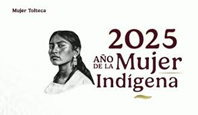 Mujer Tolteca
2025
AÑO
DE LA
Mujer
Indígena